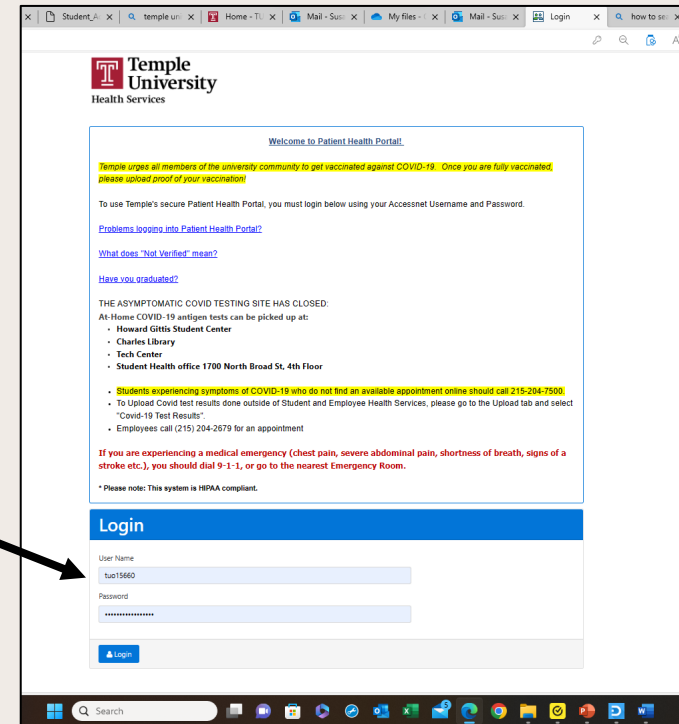 Student_A
temple un
Home - TU
Mail - Susa
My files -
Mail - Susa
Login
how to se
Temple
University
Health Services
Welcome to Patient Health Portal!
Temple urges all members of the university community to get vaccinated against COVID-19. Once you are fully vaccinated,
please upload proof of your vaccination!
To use Temple's secure Patient Health Portal, you must login below using your Accessnet Username and Password.
Problems logging into Patient Health Portal?
What does "Not Verified" mean?
Have you graduated?
THE ASYMPTOMATIC COVID TESTING SITE HAS CLOSED:
At-Home COVID-19 antigen tests can be picked up at:
• Howard Gittis Student Center
• Charles Library
• Tech Center
• Student Health office 1700 North Broad St, 4th Floor
• Students experiencing symptoms of COVID-19 who do not find an available appointment online should call 215-204-7500.
• To Upload Covid test results done outside of Student and Employee Health Services, please go to the Upload tab and select
"Covid-19 Test Results".
• Employees call (215) 204-2679 for an appointment
If you are experiencing a medical emergency (chest pain, severe abdominal pain, shortness of breath, signs of a
stroke etc.), you should dial 9-1-1, or go to the nearest Emergency Room.
* Please note: This system is HIPAA compliant.
Login
User Name
tuo15660
Password
••••••••••••••••
Login
Search